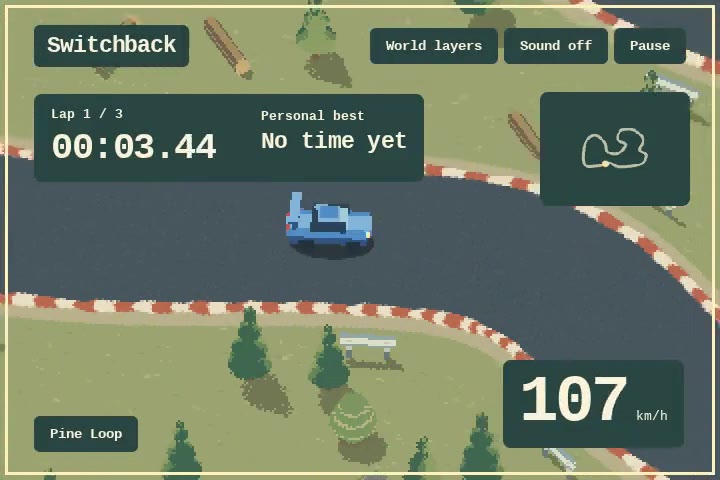 Switchback
World layers
Sound off
Pause
Lap 1 / 3
00:03.44
Personal best
No time yet
107 km/h
Pine Loop